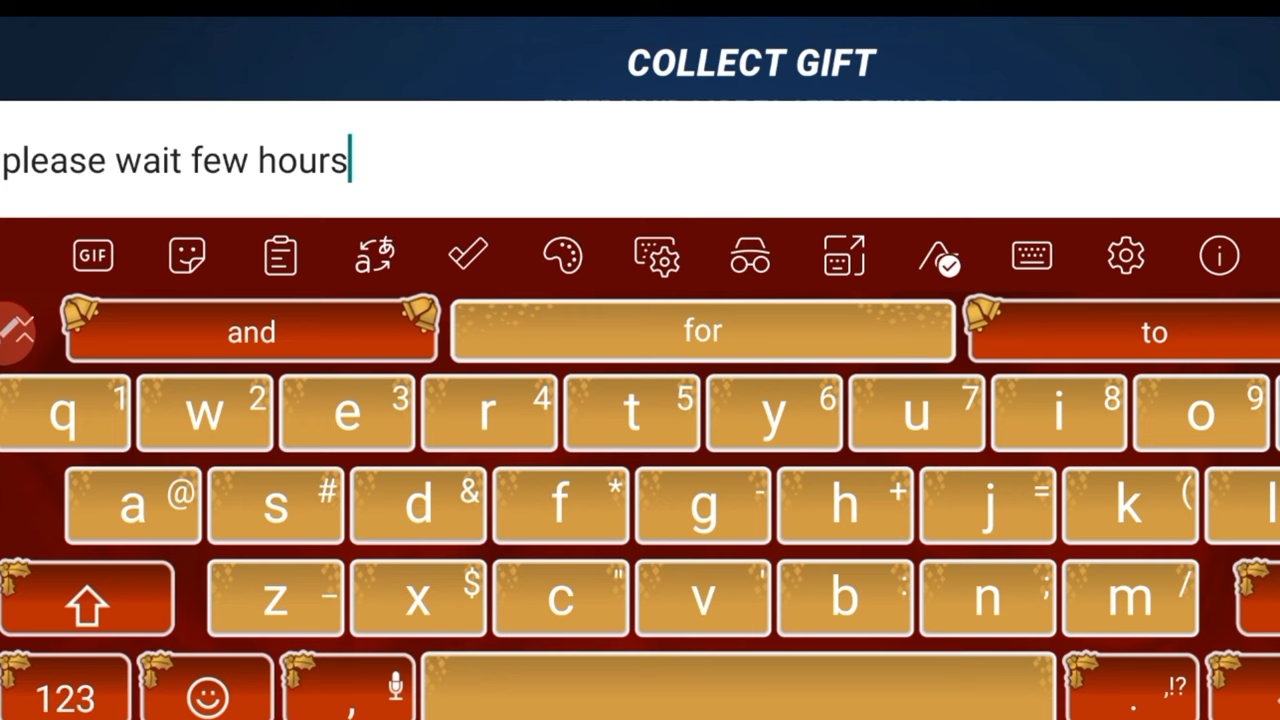 COLLECT GIFT
please wait few hours
GIF
and for to
q 1 w 2 e 3 r 4 t 5 y 6 u 7 i 8 o 9
a @ s # d & f * g - h + j = k ( l
z _ x $ c " v ' b : n ; m /
123 , . ,!?